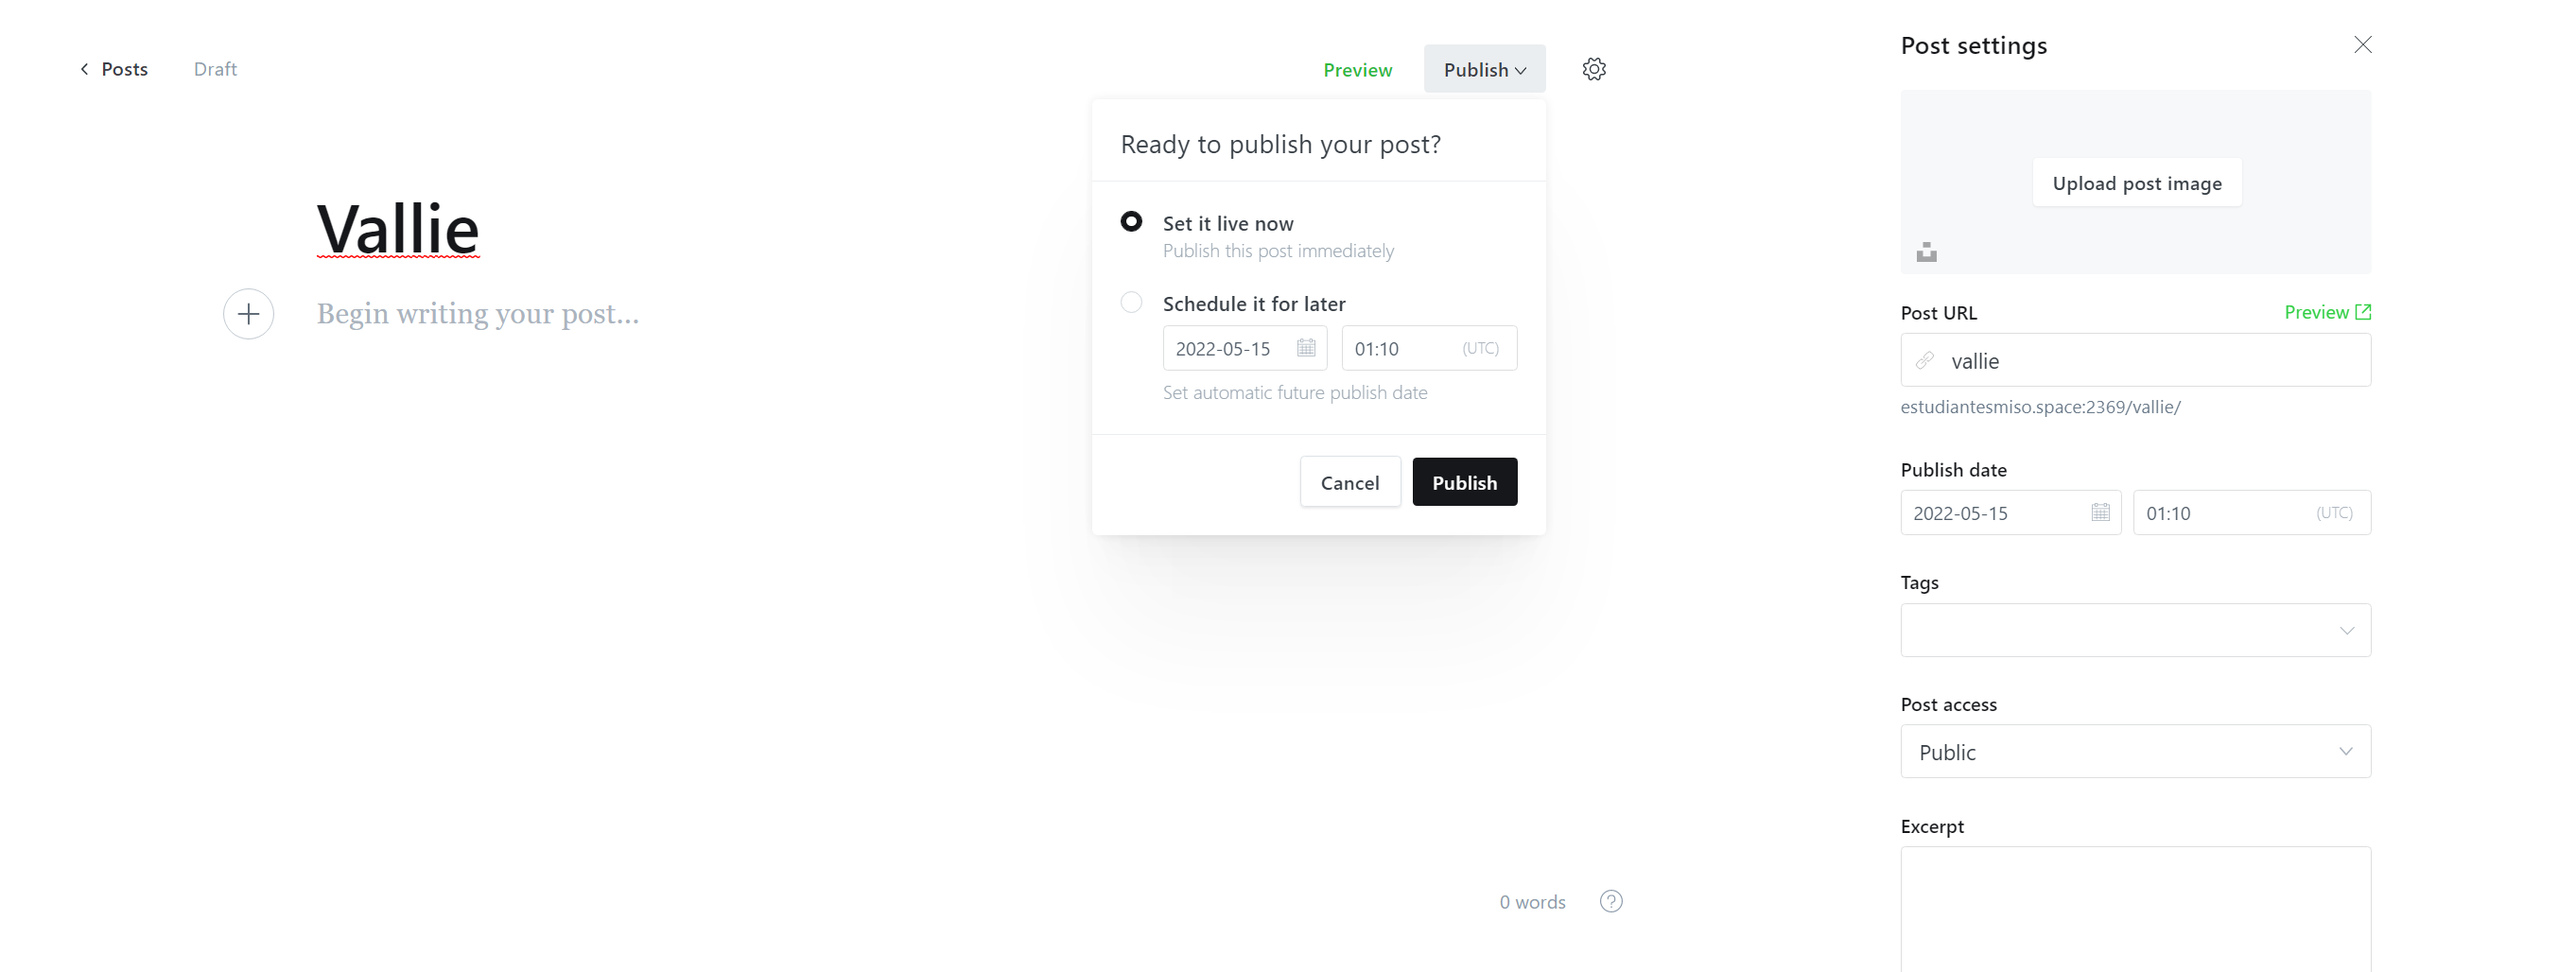 Posts
Draft
Preview
Publish
Vallie
Begin writing your post...
Ready to publish your post?
Set it live now
Publish this post immediately
Schedule it for later
2022-05-15
01:10
(UTC)
Set automatic future publish date
Cancel
Publish
0 words
?
Post settings
Upload post image
Post URL
Preview
vallie
estudiantesmiso.space:2369/vallie/
Publish date
2022-05-15
01:10
(UTC)
Tags
Post access
Public
Excerpt